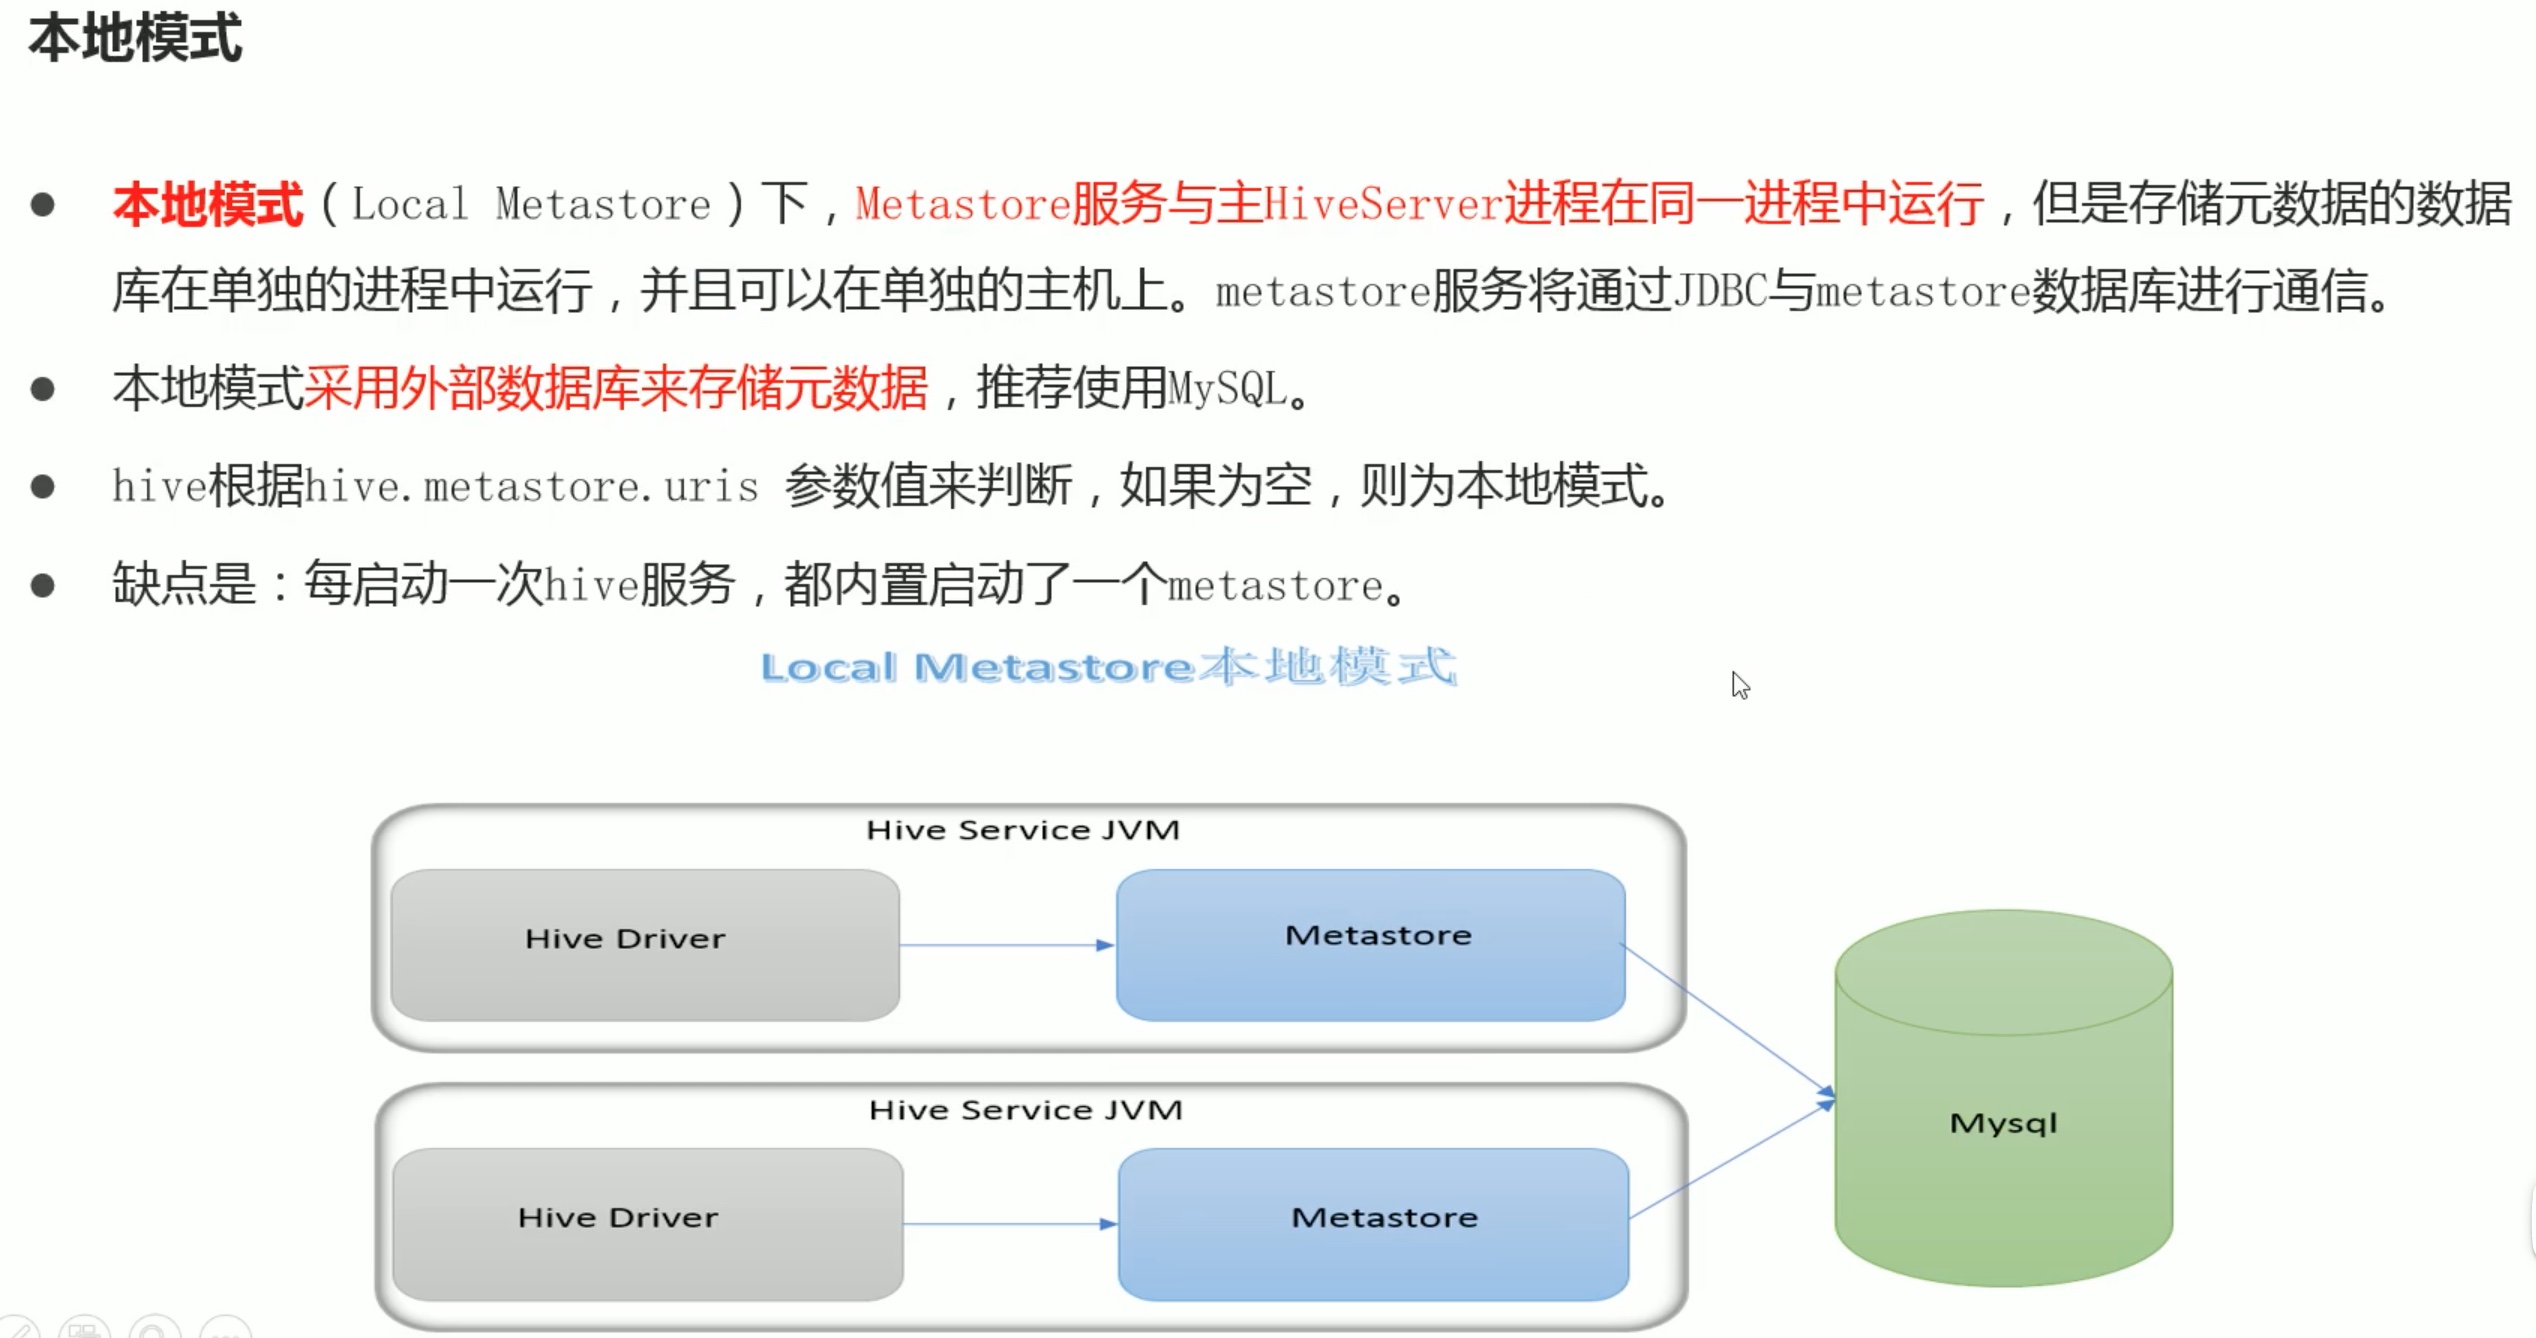 本地模式
本地模式（Local Metastore）下，Metastore服务与主HiveServer进程在同一进程中运行，但是存储元数据的数据
库在单独的进程中运行，并且可以在单独的主机上。metastore服务将通过JDBC与metastore数据库进行通信。
本地模式采用外部数据库来存储元数据，推荐使用MySQL。
hive根据hive.metastore.uris 参数值来判断，如果为空，则为本地模式。
缺点是：每启动一次hive服务，都内置启动了一个metastore。
Local Metastore本地模式
Hive Service JVM
Hive Driver
Metastore
Hive Service JVM
Hive Driver
Metastore
Mysql